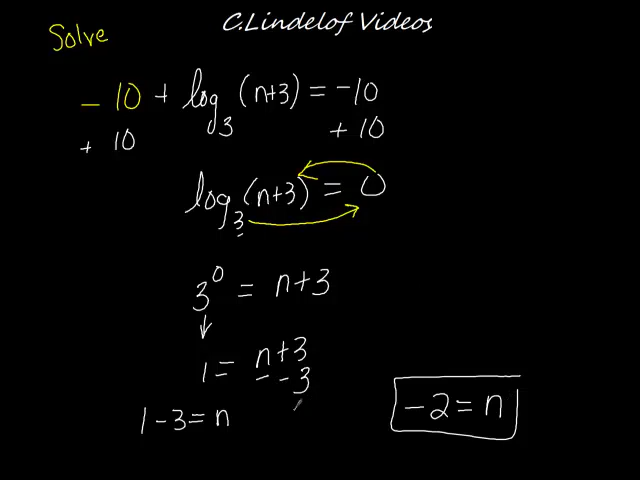 C.Lindelof Videos
Solve
- 10 + log₃ (n+3) = -10
+ 10 + 10
log₃ (n+3) = 0
3⁰ = n+3
1 = n+3
- - 3
1 - 3 = n
-2 = n